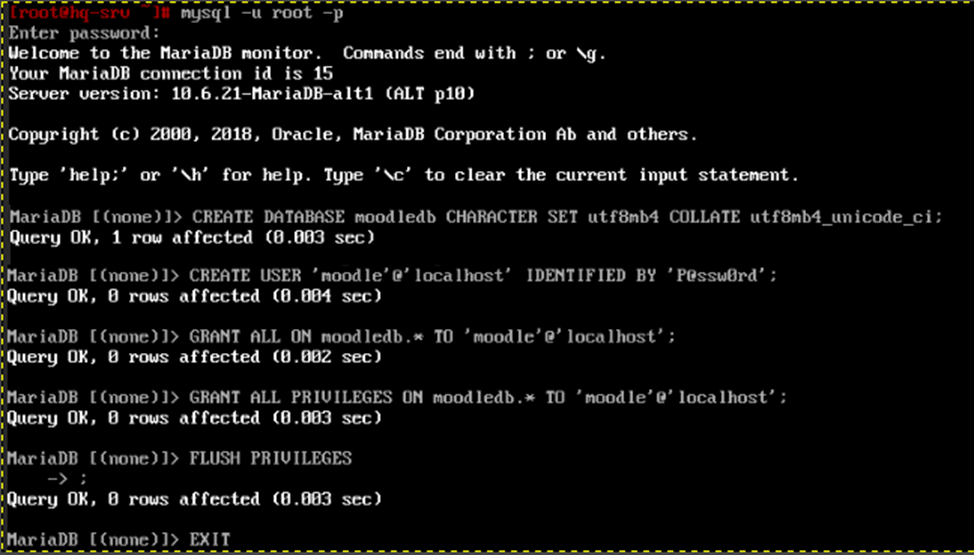 [root@hq-srv ~]# mysql -u root -p
Enter password:
Welcome to the MariaDB monitor.  Commands end with ; or \g.
Your MariaDB connection id is 15
Server version: 10.6.21-MariaDB-alt1 (ALT p10)
Copyright (c) 2000, 2018, Oracle, MariaDB Corporation Ab and others.
Type 'help;' or '\h' for help. Type '\c' to clear the current input statement.
MariaDB [(none)]> CREATE DATABASE moodledb CHARACTER SET utf8mb4 COLLATE utf8mb4_unicode_ci;
Query OK, 1 row affected (0.003 sec)
MariaDB [(none)]> CREATE USER 'moodle'@'localhost' IDENTIFIED BY 'P@ssw0rd';
Query OK, 0 rows affected (0.004 sec)
MariaDB [(none)]> GRANT ALL ON moodledb.* TO 'moodle'@'localhost';
Query OK, 0 rows affected (0.002 sec)
MariaDB [(none)]> GRANT ALL PRIVILEGES ON moodledb.* TO 'moodle'@'localhost';
Query OK, 0 rows affected (0.003 sec)
MariaDB [(none)]> FLUSH PRIVILEGES
    -> ;
Query OK, 0 rows affected (0.003 sec)
MariaDB [(none)]> EXIT